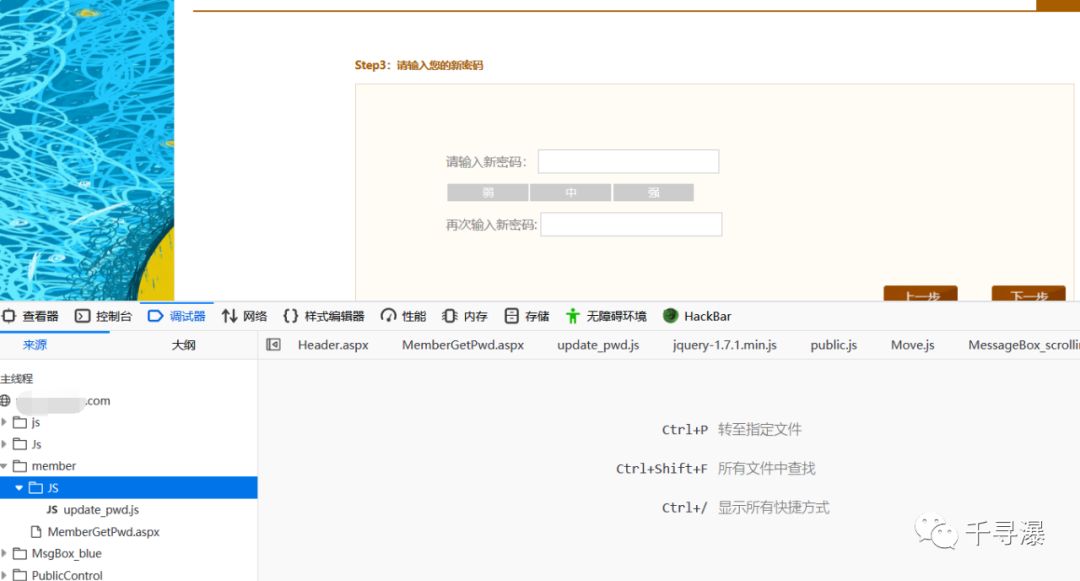 Step3：请输入您的新密码
请输入新密码：
弱 中 强
再次输入新密码:
上一步 下一步
查看器 控制台 调试器 网络 样式编辑器 性能 内存 存储 无障碍环境 HackBar
来源 大纲 Header.aspx MemberGetPwd.aspx update_pwd.js jquery-1.7.1.min.js public.js Move.js MessageBox_scrollin
主线程
.com
js
Js
member
JS
JS update_pwd.js
MemberGetPwd.aspx
MsgBox_blue
PublicControl
Ctrl+P 转至指定文件
Ctrl+Shift+F 所有文件中查找
Ctrl+/ 显示所有快捷方式
千寻瀑